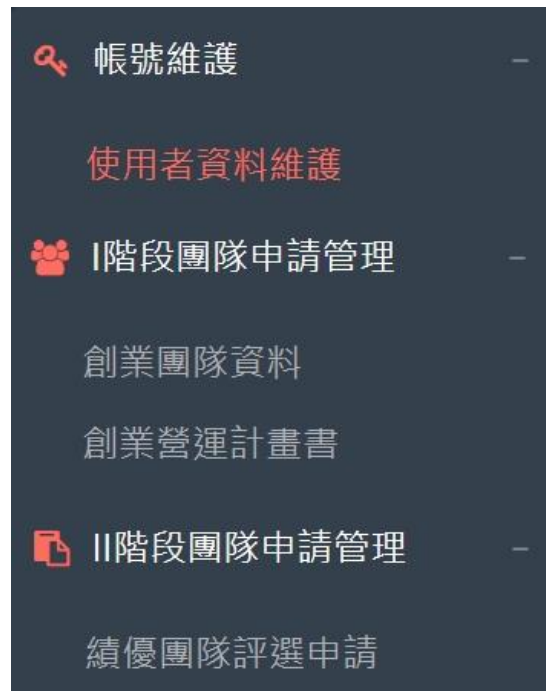 帳號維護
使用者資料維護
I階段團隊申請管理
創業團隊資料
創業營運計畫書
II階段團隊申請管理
績優團隊評選申請